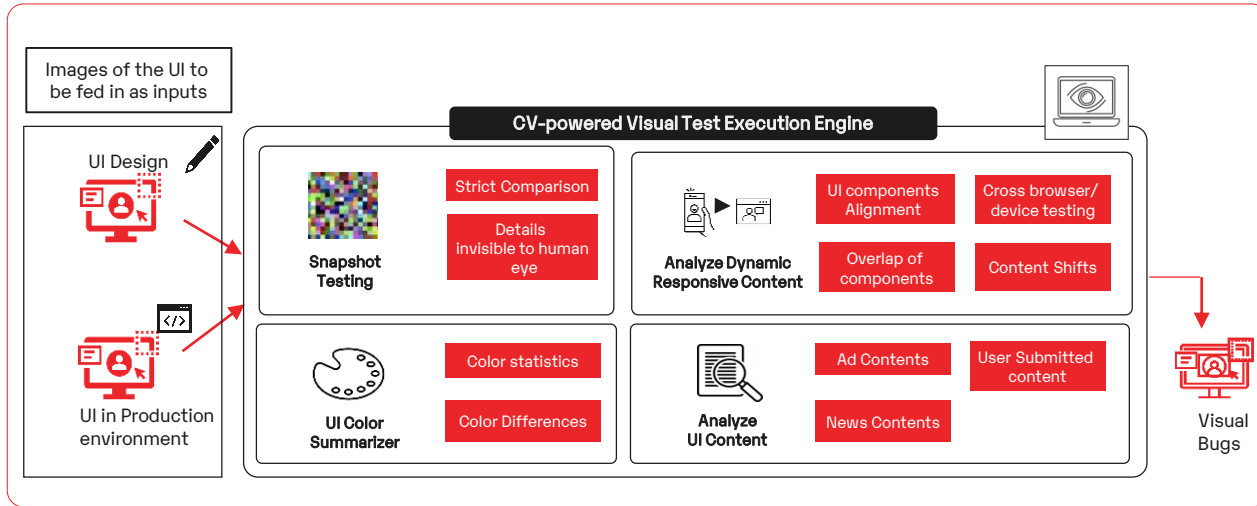 Images of the UI to
be fed in as inputs
UI Design
</>
UI in Production
environment
CV-powered Visual Test Execution Engine
Snapshot
Testing
Strict Comparison
Details
invisible to human
eye
Analyze Dynamic
Responsive Content
UI components
Alignment
Cross browser/
device testing
Overlap of
components
Content Shifts
UI Color
Summarizer
Color statistics
Color Differences
Analyze
UI Content
Ad Contents
User Submitted
content
News Contents
Visual
Bugs